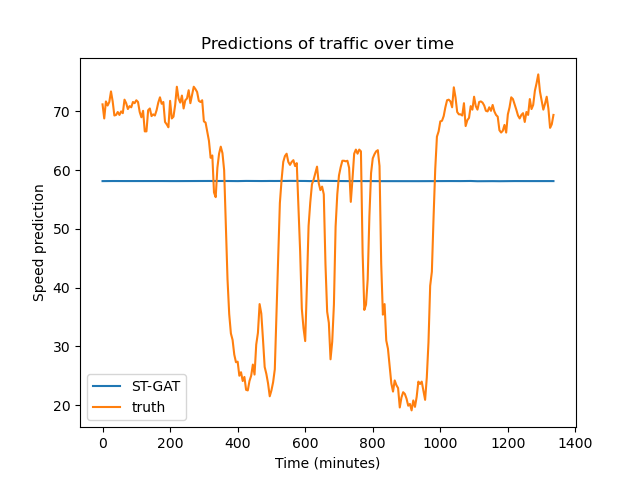 Predictions of traffic over time
Speed prediction
70
60
50
40
30
20
ST-GAT
truth
0 200 400 600 800 1000 1200 1400
Time (minutes)